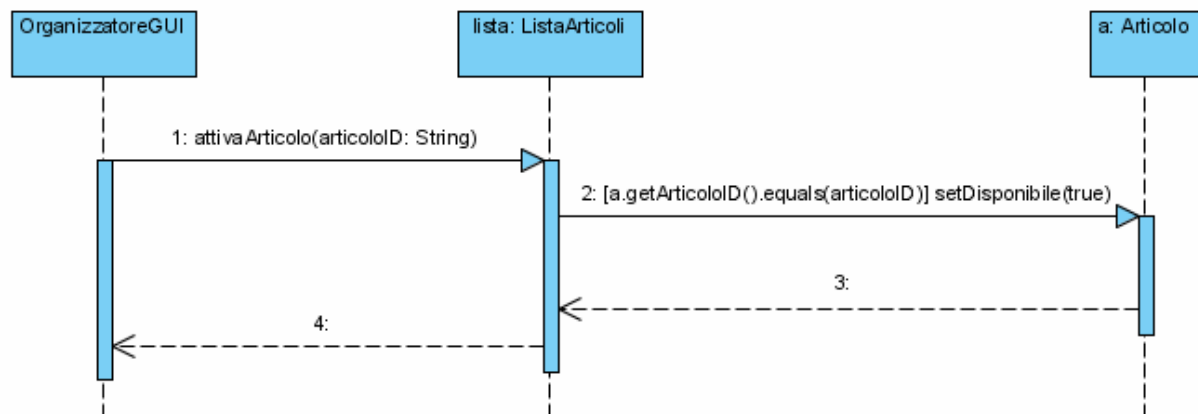 OrganizzatoreGUI
lista: ListaArticoli
a: Articolo
1: attivaArticolo(articoloID: String)
2: [a.getArticoloID().equals(articoloID)] setDisponibile(true)
3:
4: